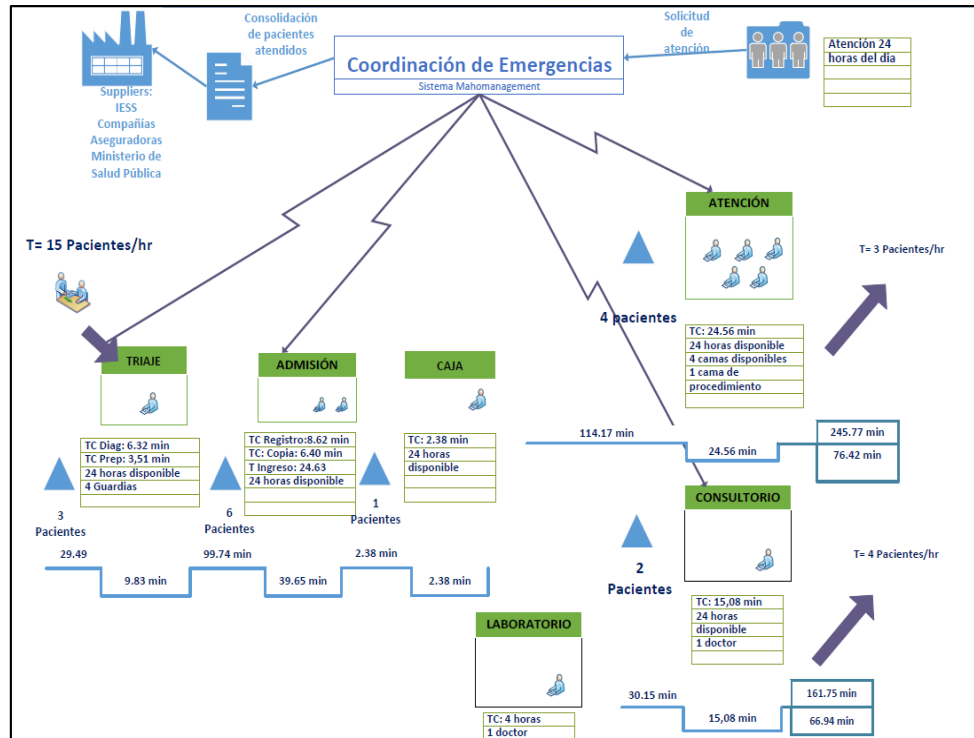 Consolidación
de pacientes
atendidos
Solicitud
de
atención
Coordinación de Emergencias
Sistema Mahomanagement
Atención 24
horas del dia
Suppliers:
IESS
Compañias
Aseguradoras
Ministerio de
Salud Pública
T= 15 Pacientes/hr
ATENCIÓN
T= 3 Pacientes/hr
4 pacientes
TC: 24.56 min
24 horas disponible
4 camas disponibles
1 cama de
procedimiento
114.17 min
24.56 min
245.77 min
76.42 min
TRIAJE
TC Diag: 6.32 min
TC Prep: 3,51 min
24 horas disponible
4 Guardias
3
Pacientes
29.49
9.83 min
ADMISIÓN
TC Registro:8.62 min
TC: Copia: 6.40 min
T Ingreso: 24.63
24 horas disponible
6
Pacientes
99.74 min
39.65 min
CAJA
TC: 2.38 min
24 horas
disponible
1
Pacientes
2.38 min
2.38 min
CONSULTORIO
2
Pacientes
T= 4 Pacientes/hr
TC: 15,08 min
24 horas
disponible
1 doctor
30.15 min
15,08 min
161.75 min
66.94 min
LABORATORIO
TC: 4 horas
1 doctor